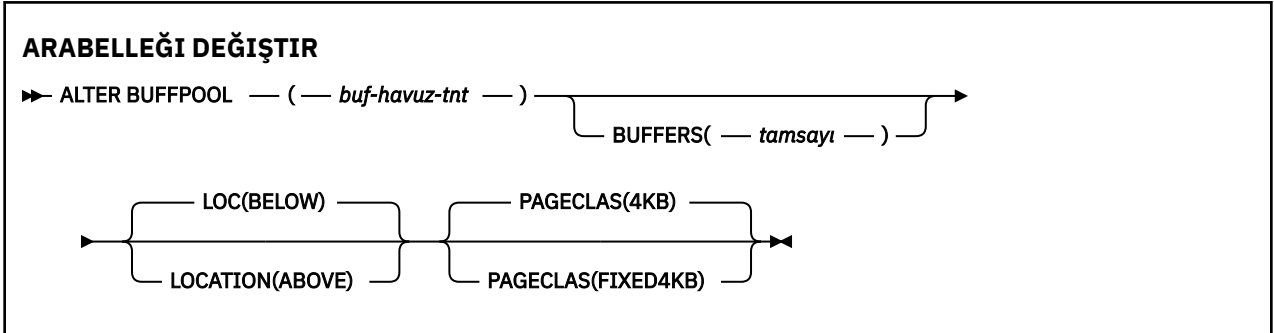 ARABELLEĞI DEĞIŞTIR
ALTER BUFFPOOL ( buf-havuz-tnt )
BUFFERS( tamsayı )
LOC(BELOW) PAGECLAS(4KB)
LOCATION(ABOVE) PAGECLAS(FIXED4KB)